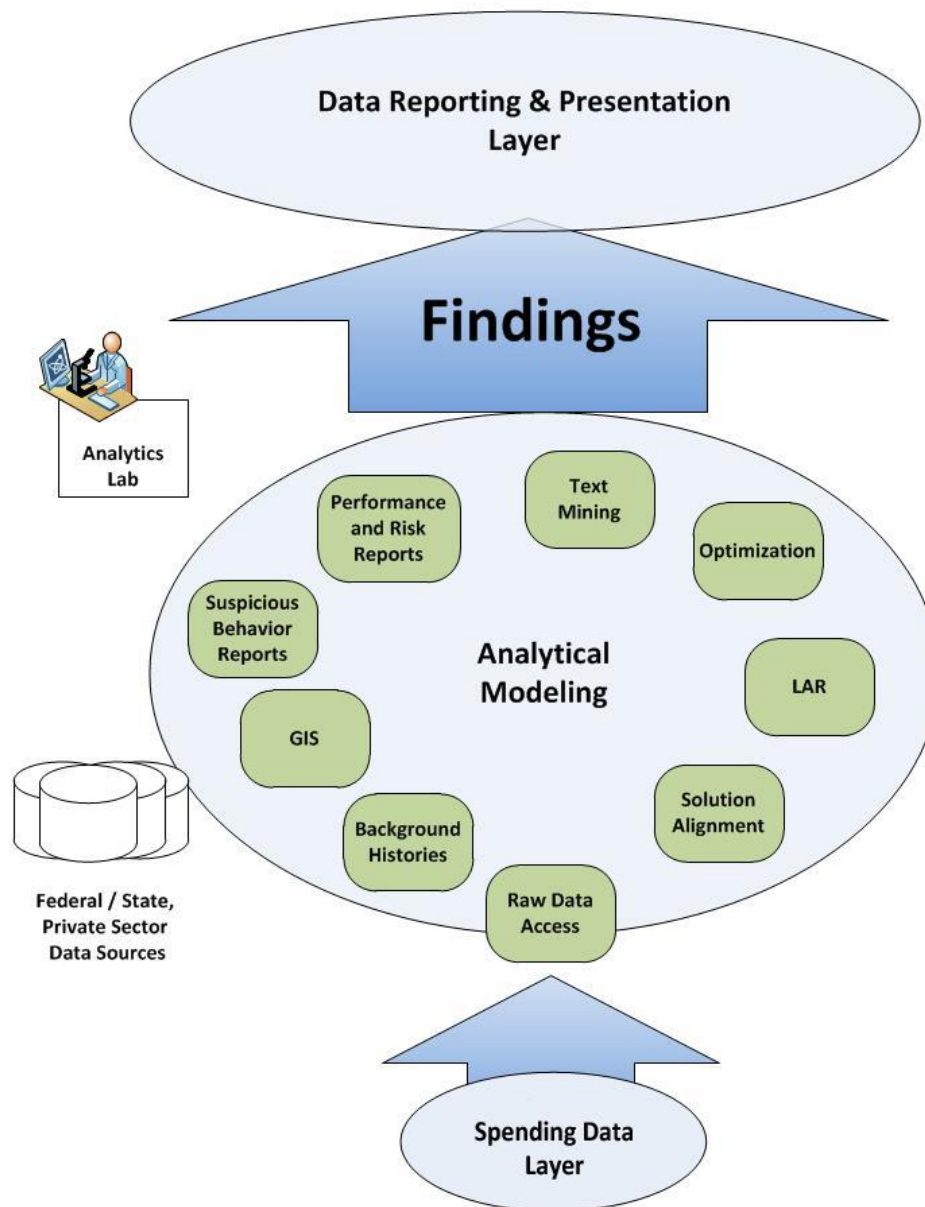 Data Reporting & Presentation
Layer
Findings
Analytics
Lab
Performance
and Risk
Reports
Text
Mining
Optimization
Suspicious
Behavior
Reports
Analytical
Modeling
LAR
GIS
Solution
Alignment
Background
Histories
Raw Data
Access
Federal / State,
Private Sector
Data Sources
Spending Data
Layer